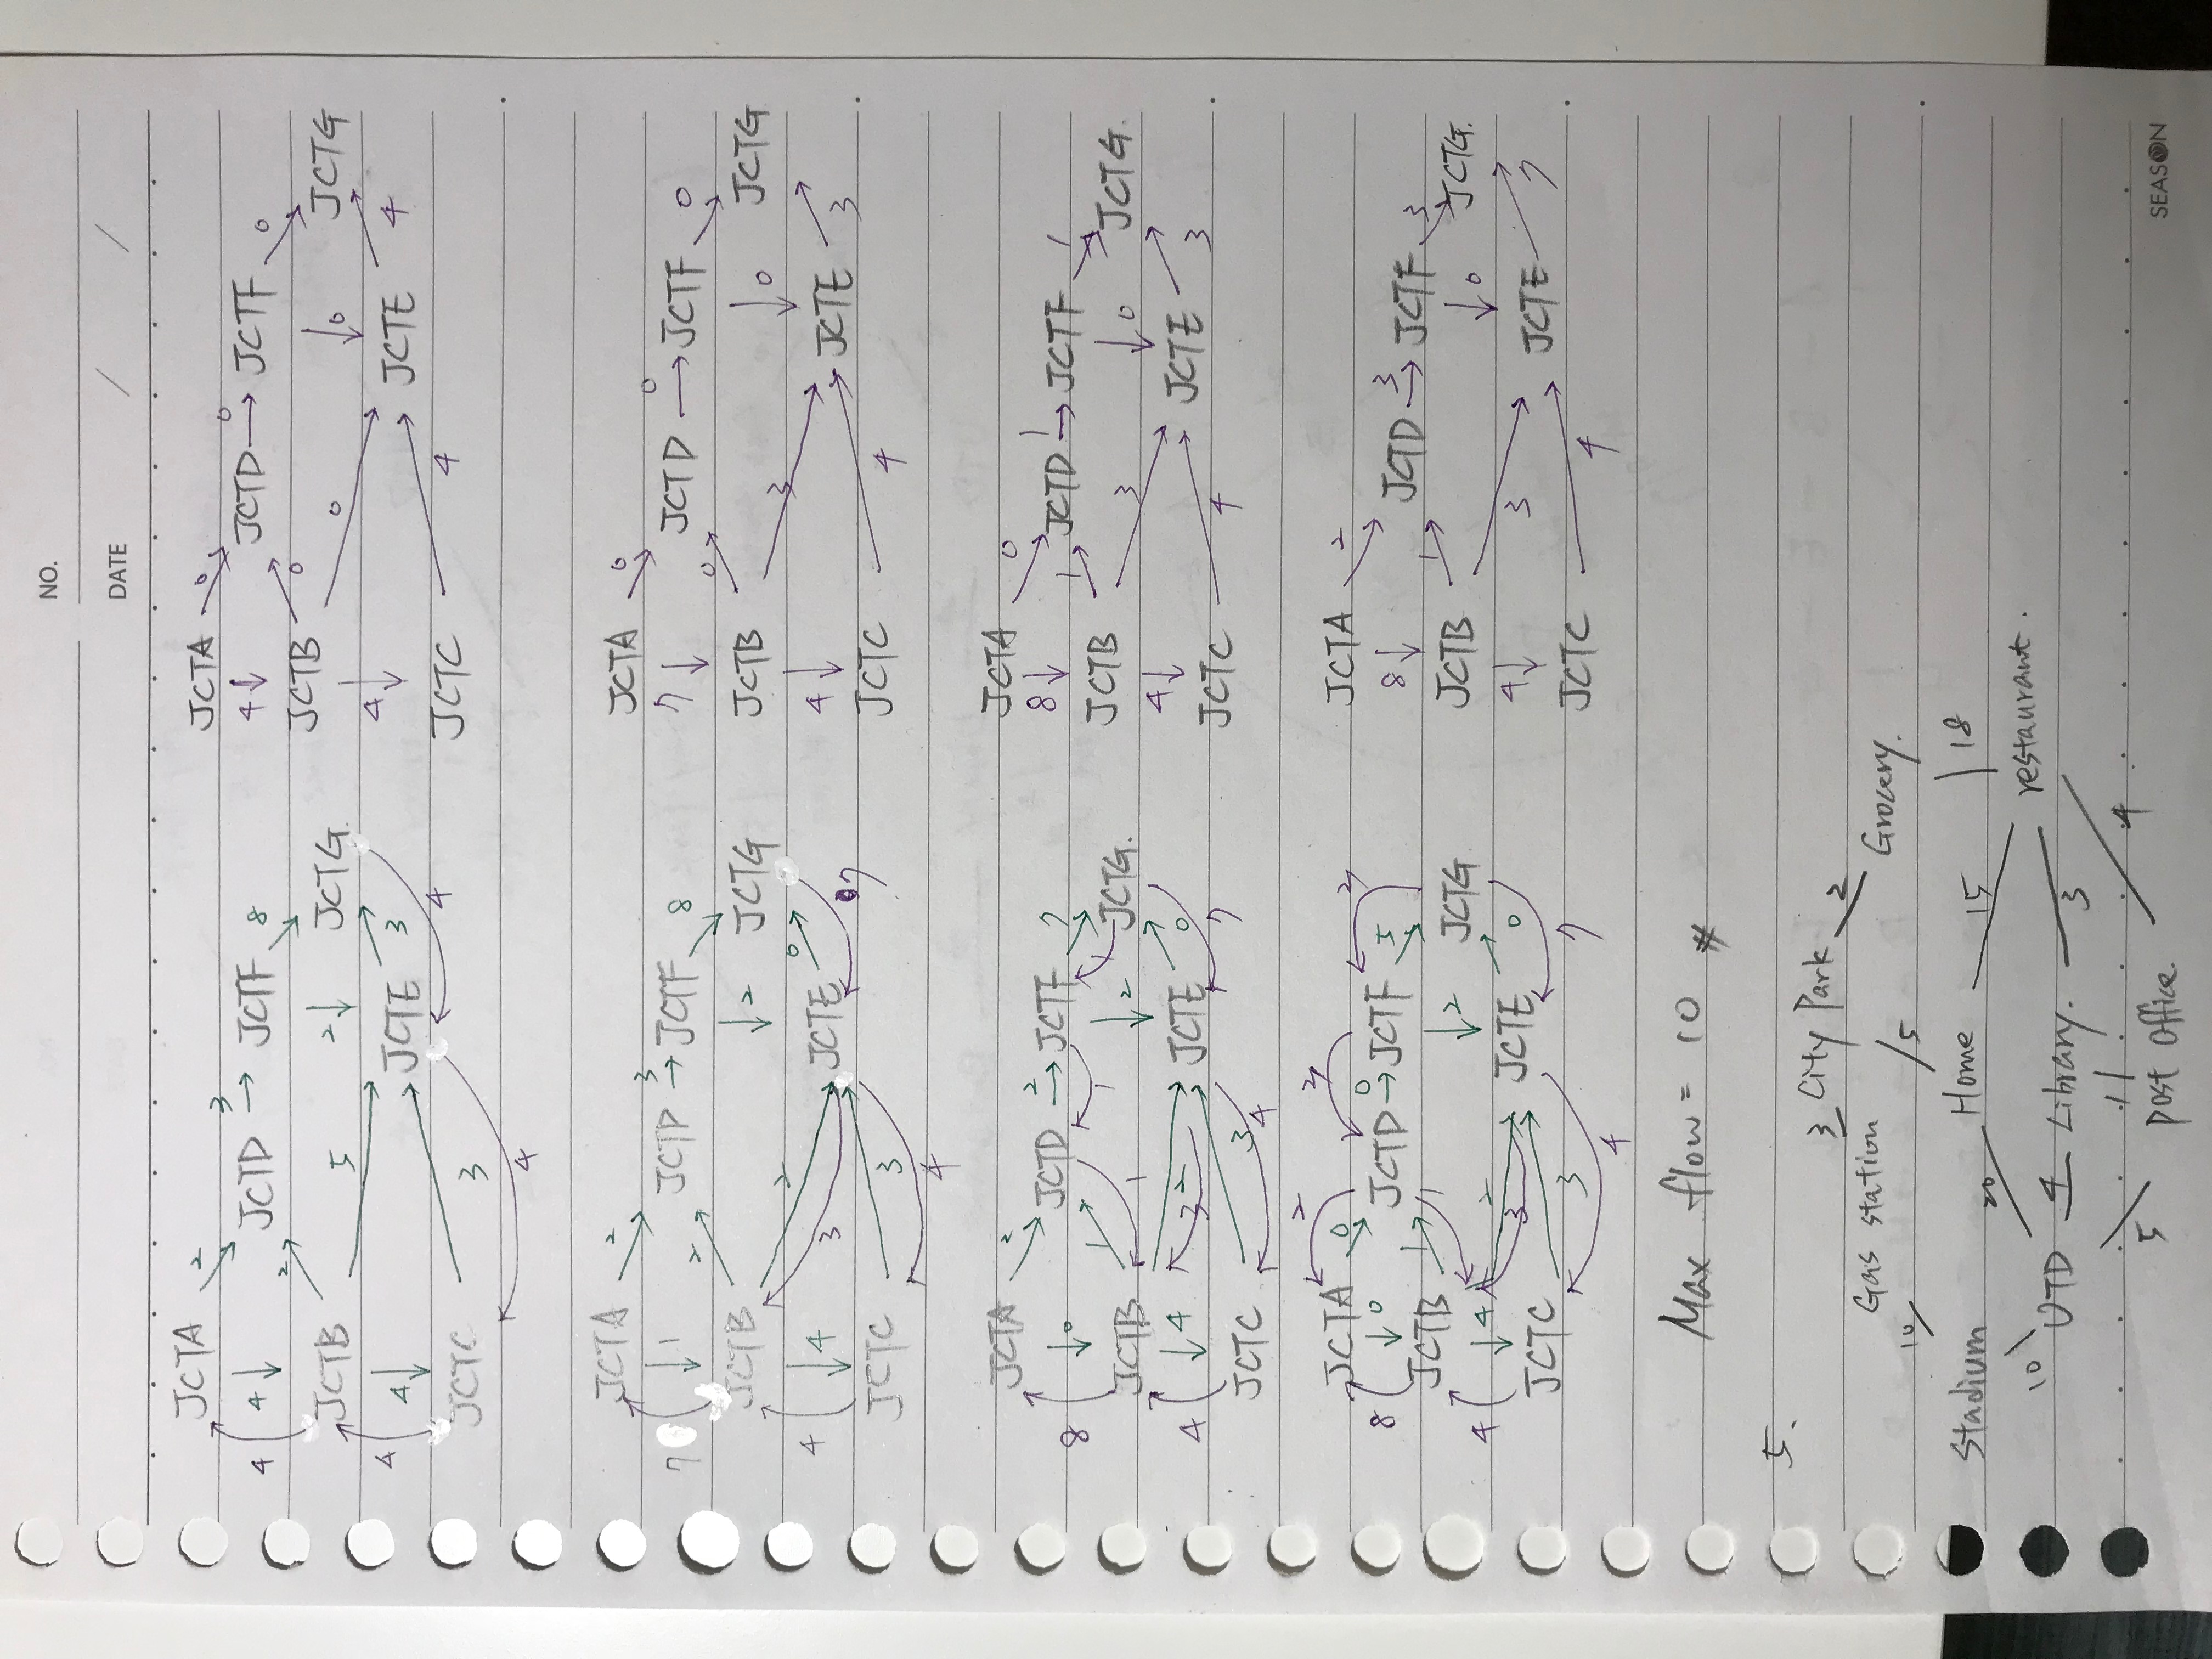 NO.
DATE / /
JCTA 2 JCTA 0
4 4 JCTD 3 JCTF 8 4 JCTD 0 JCTF 0
JCTB 2 2 JCTG JCTB 0 0 JCTG
4 4 5 JCTE 3 4 0 JCTE 4
JCTC 3 4 JCTC 4
4
JCTA 2 JCTA 0
7 1 JCTD 3 JCTF 8 7 JCTD 0 JCTF 0
JCTB 2 2 JCTG JCTB 0 0 JCTG
4 4 2 3 JCTE 0 7 4 3 JCTE 3
JCTC 3 JCTC 4
4
JCTA 2 JCTA 0
8 0 JCTD 2 JCTF 7 8 JCTD 1 JCTF 1
JCTB 1 1 1 1 2 JCTG. JCTB 1 0 JCTG.
4 4 3 2 JCTE 0 7 4 3 JCTE 3
JCTC 3 4 JCTC 4
2 2 2
JCTA 0 JCTA 2
8 0 JCTD 0 JCTF 5 8 JCTD 3 JCTF 3
JCTB 1 1 2 JCTG JCTB 1 0 JCTG.
4 4 2 3 JCTE 0 7 4 3 JCTE 7
JCTC 3 JCTC 4
4
Max flow = 10 #
5.
3 City Park 2
Gas station Grocery.
10 5
Stadium Home 18
20 15
10 restaurant.
UTD 4 Library. 3
5 11 4
Post Office.
SEASON